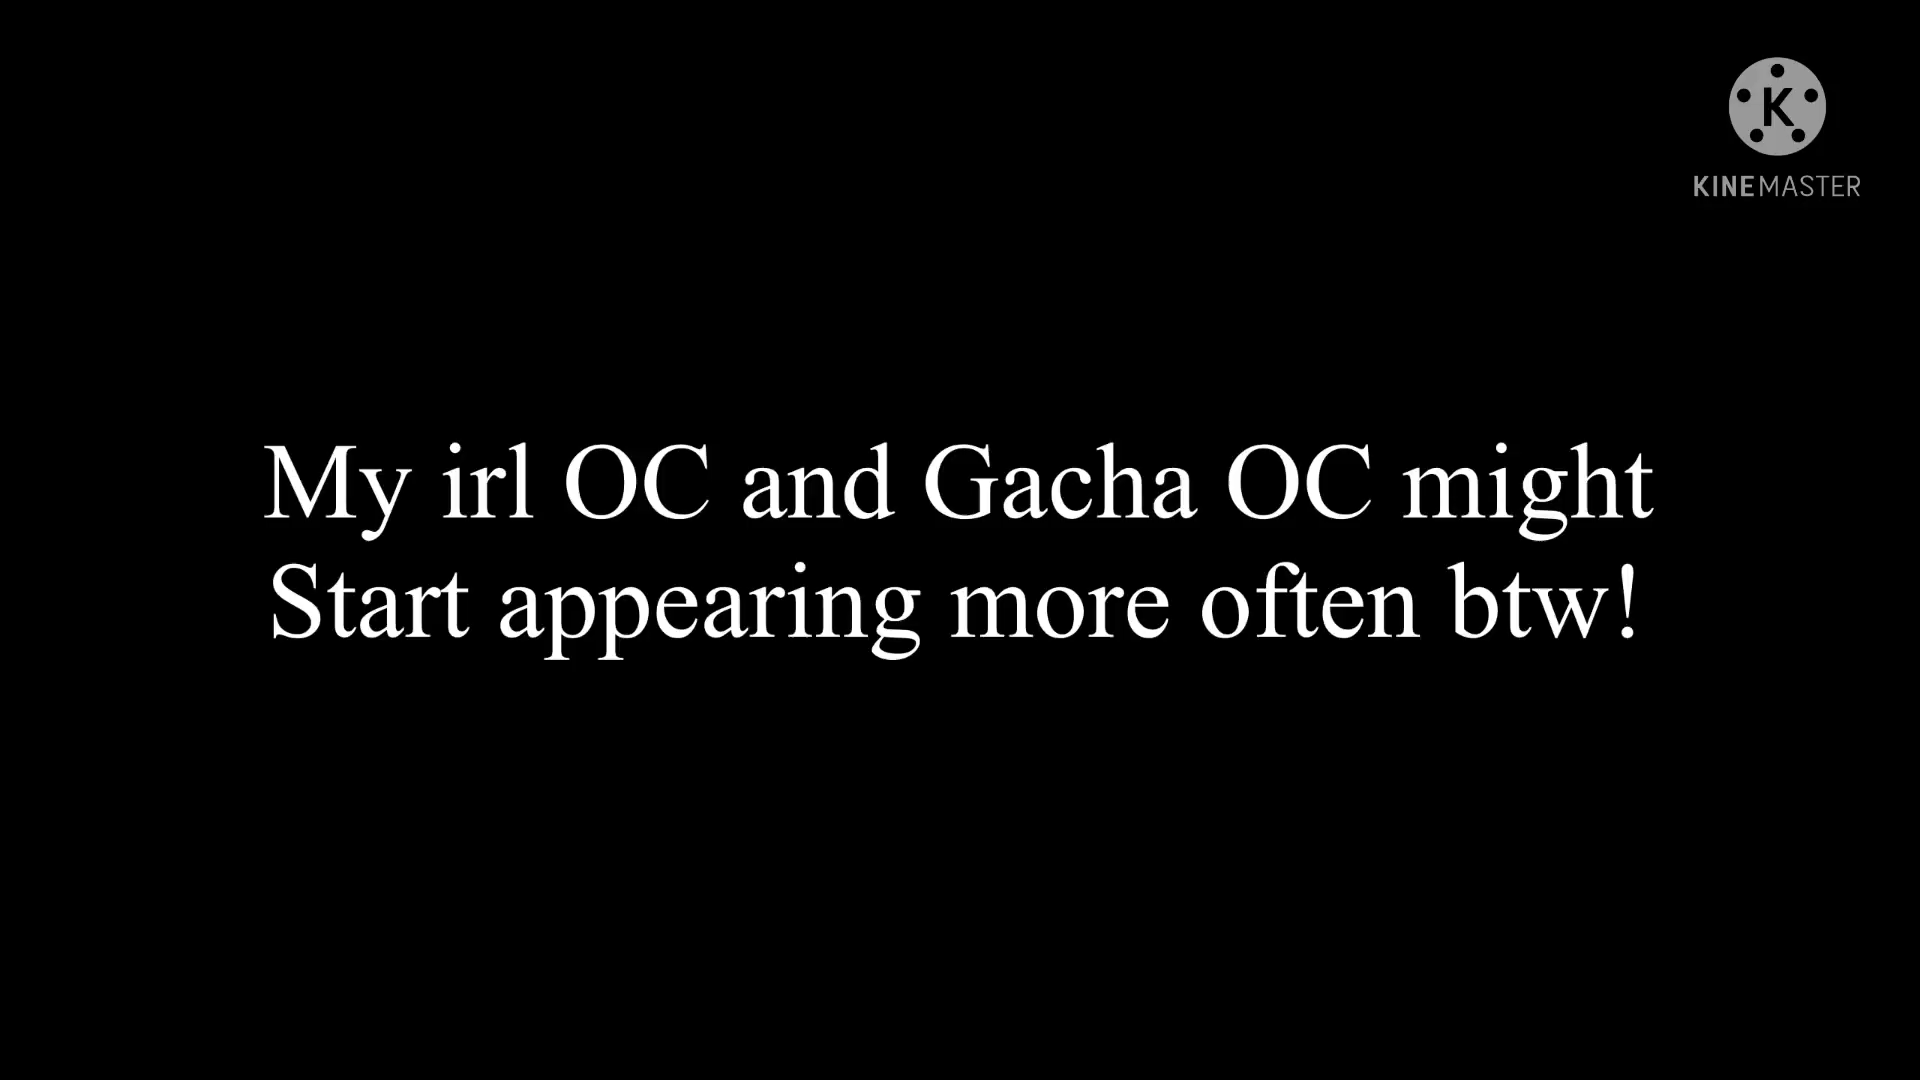 K
KINEMASTER
My irl OC and Gacha OC might
Start appearing more often btw!